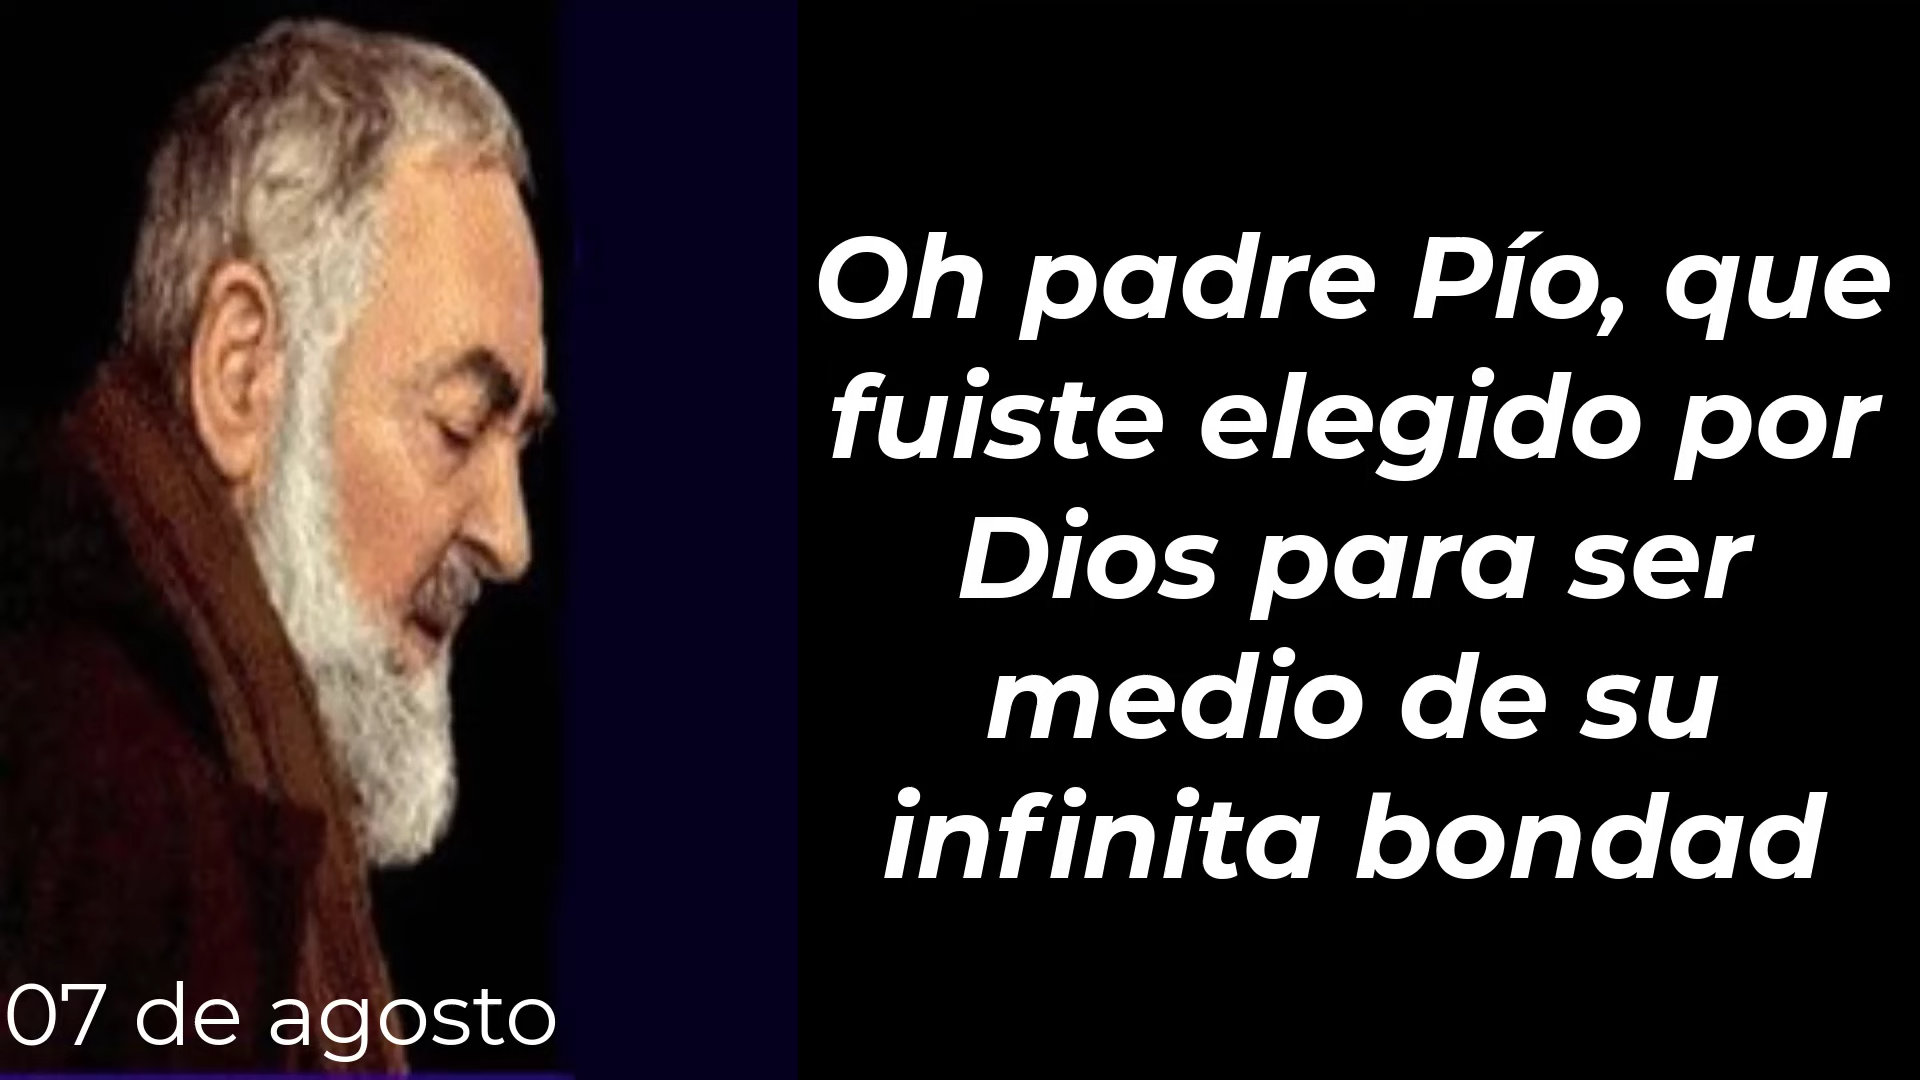 Oh padre Pío, que
fuiste elegido por
Dios para ser
medio de su
infinita bondad
07 de agosto